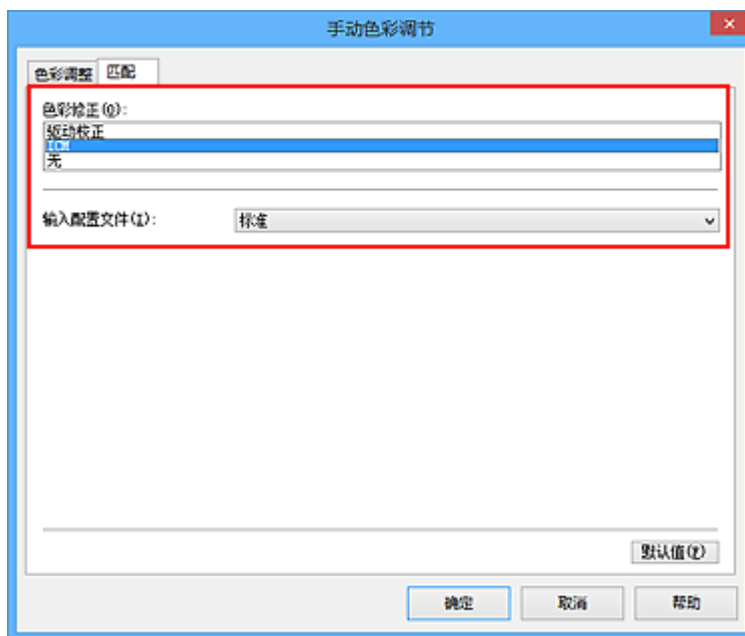 手动色彩调节
色彩调整 匹配
色彩修正(Q):
驱动校正
ICM
无
输入配置文件(I): 标准
默认值(F)
确定 取消 帮助